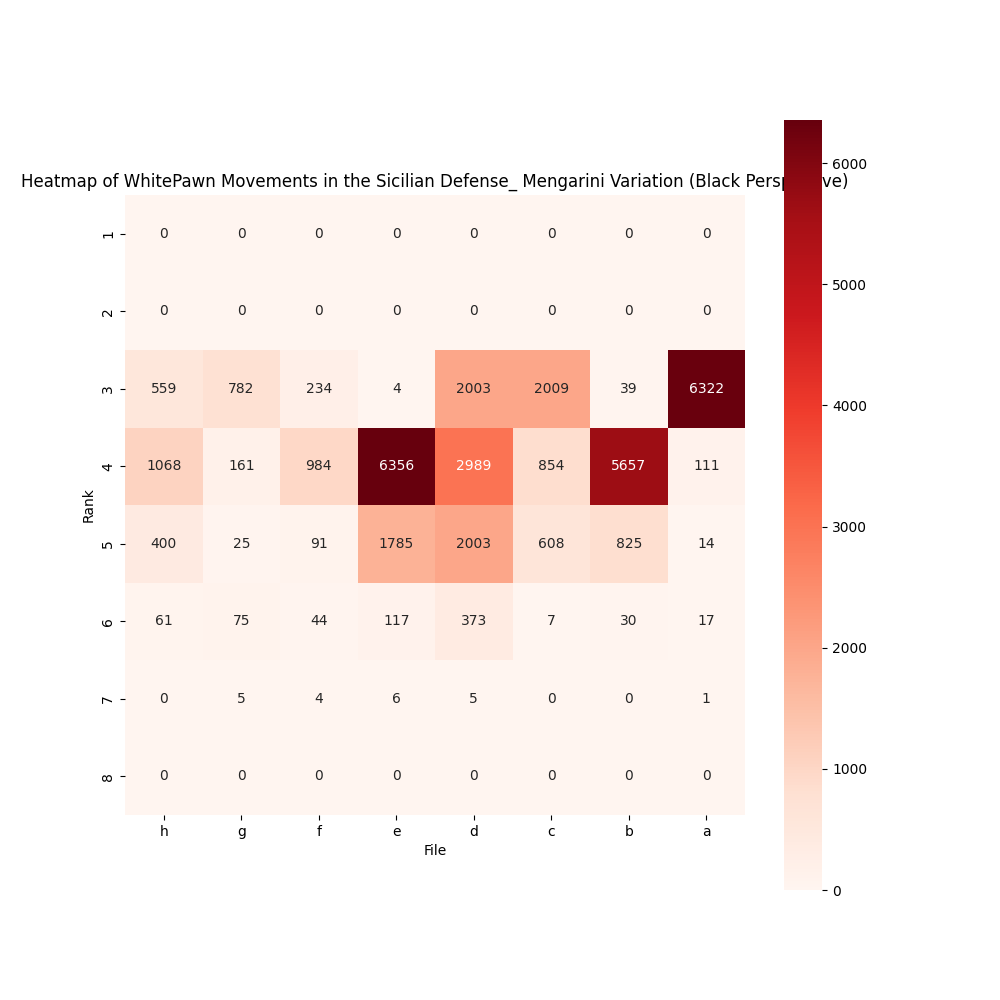 Heatmap of WhitePawn Movements in the Sicilian Defense_ Mengarini Variation (Black Perspective)
6000
5000
4000
3000
2000
1000
0
Rank
1 0 0 0 0 0 0 0 0
2 0 0 0 0 0 0 0 0
3 559 782 234 4 2003 2009 39 6322
4 1068 161 984 6356 2989 854 5657 111
5 400 25 91 1785 2003 608 825 14
6 61 75 44 117 373 7 30 17
7 0 5 4 6 5 0 0 1
8 0 0 0 0 0 0 0 0
h g f e d c b a
File